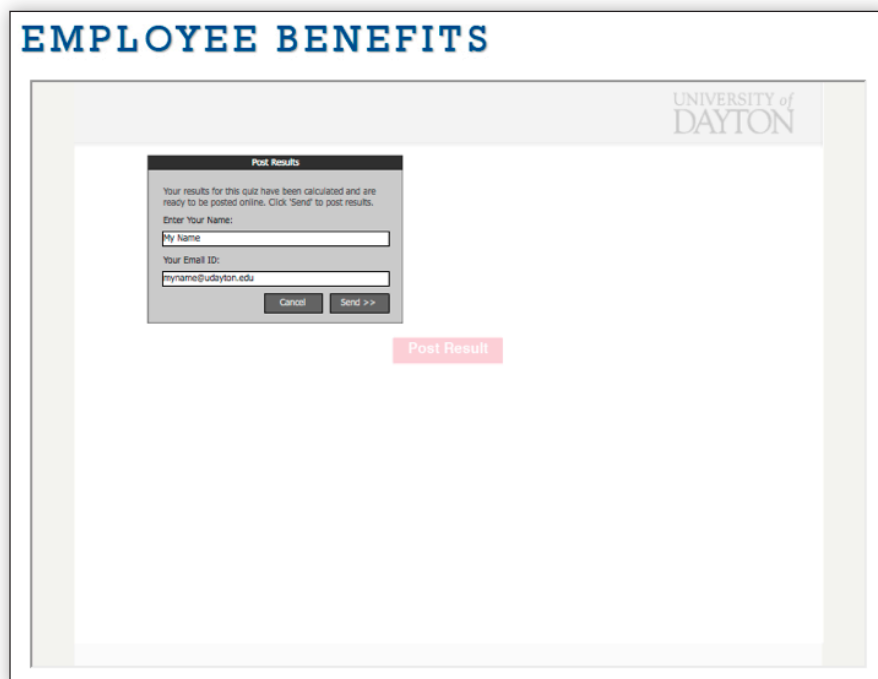 EMPLOYEE BENEFITS
UNIVERSITY of
DAYTON
Post Results
Your results for this quiz have been calculated and are
ready to be posted online. Click 'Send' to post results.
Enter Your Name:
My Name
Your Email ID:
myname@udayton.edu
Cancel Send >>
Post Result